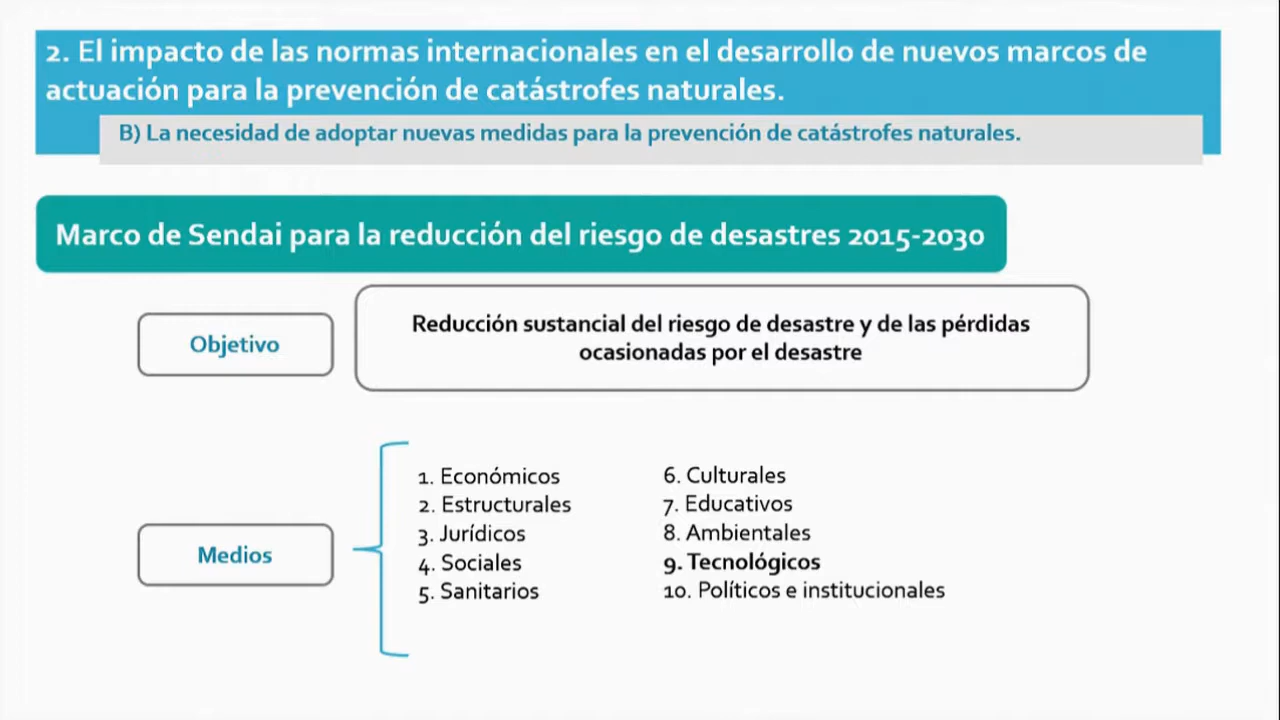 2. El impacto de las normas internacionales en el desarrollo de nuevos marcos de
actuación para la prevención de catástrofes naturales.
B) La necesidad de adoptar nuevas medidas para la prevención de catástrofes naturales.
Marco de Sendai para la reducción del riesgo de desastres 2015-2030
Objetivo
Reducción sustancial del riesgo de desastre y de las pérdidas
ocasionadas por el desastre
Medios
1. Económicos
2. Estructurales
3. Jurídicos
4. Sociales
5. Sanitarios
6. Culturales
7. Educativos
8. Ambientales
9. Tecnológicos
10. Políticos e institucionales